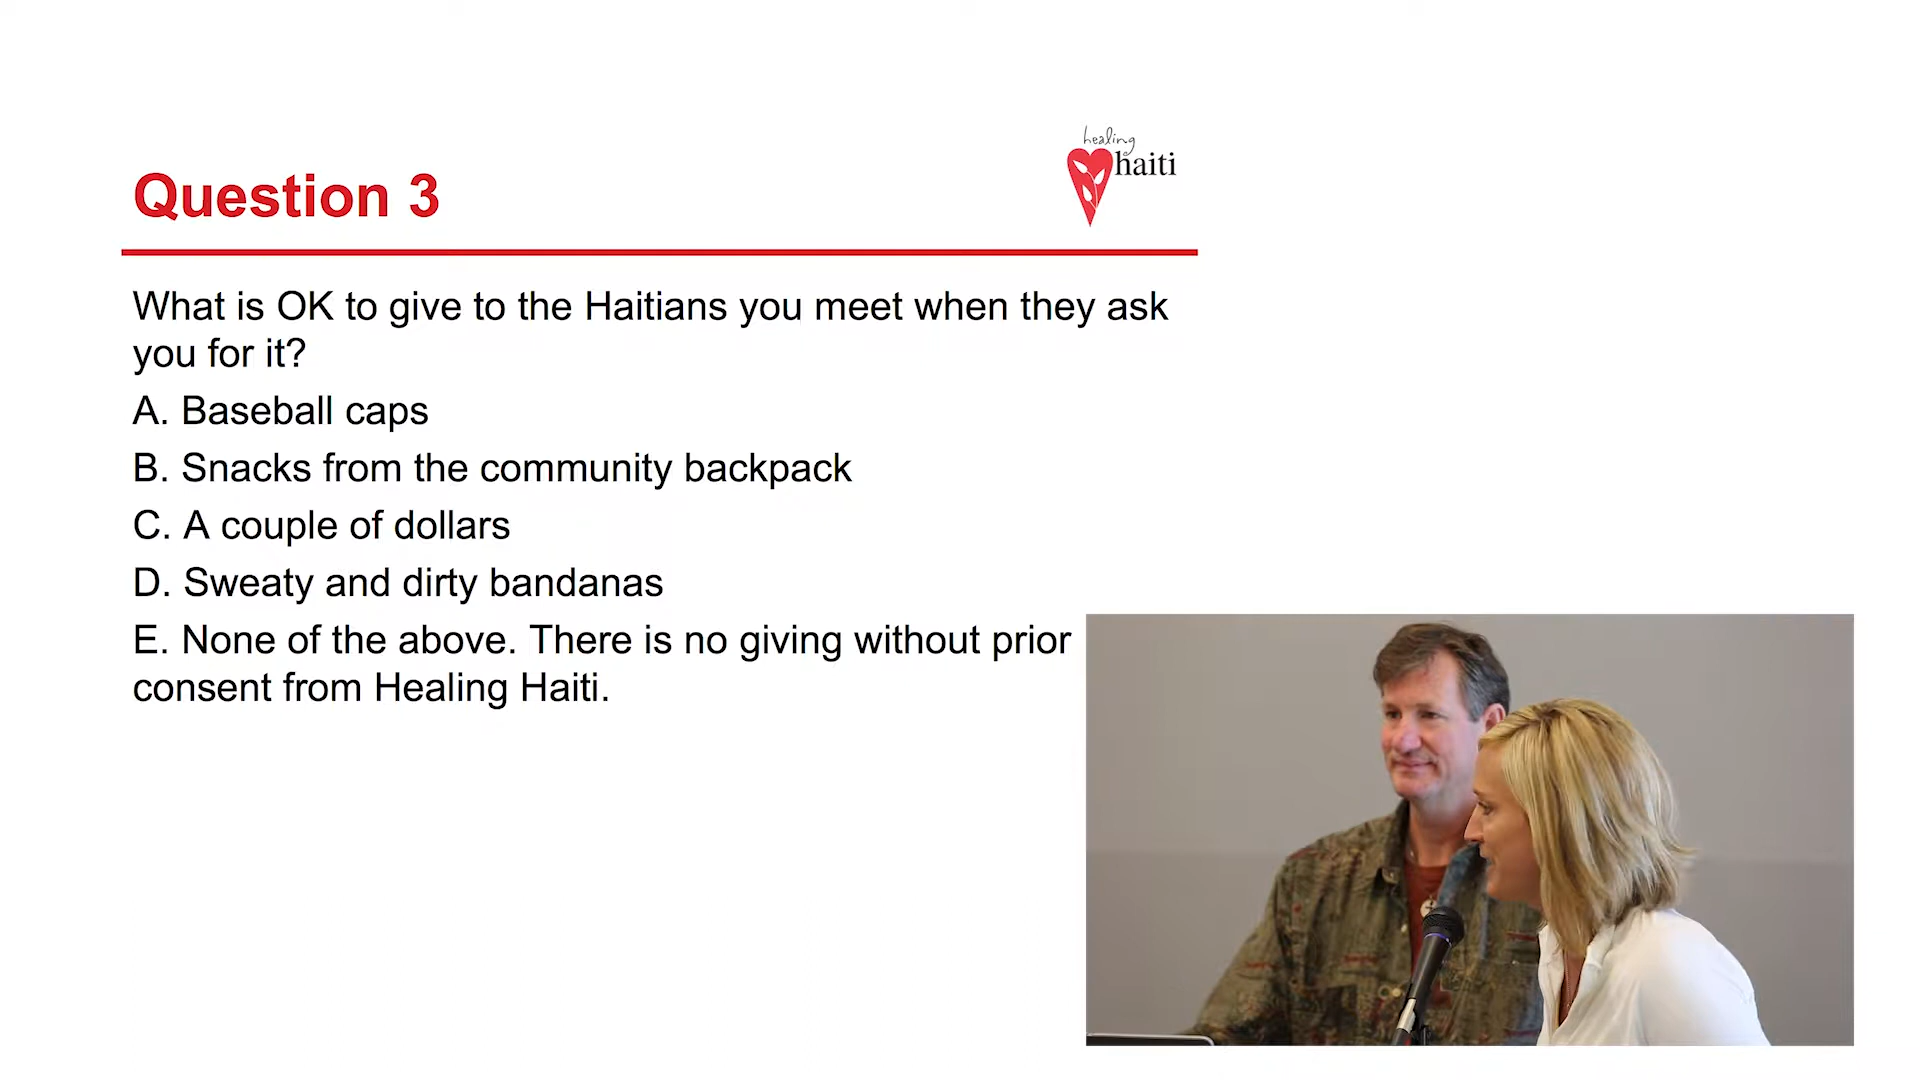 healing
haiti
Question 3
What is OK to give to the Haitians you meet when they ask
you for it?
A. Baseball caps
B. Snacks from the community backpack
C. A couple of dollars
D. Sweaty and dirty bandanas
E. None of the above. There is no giving without prior
consent from Healing Haiti.